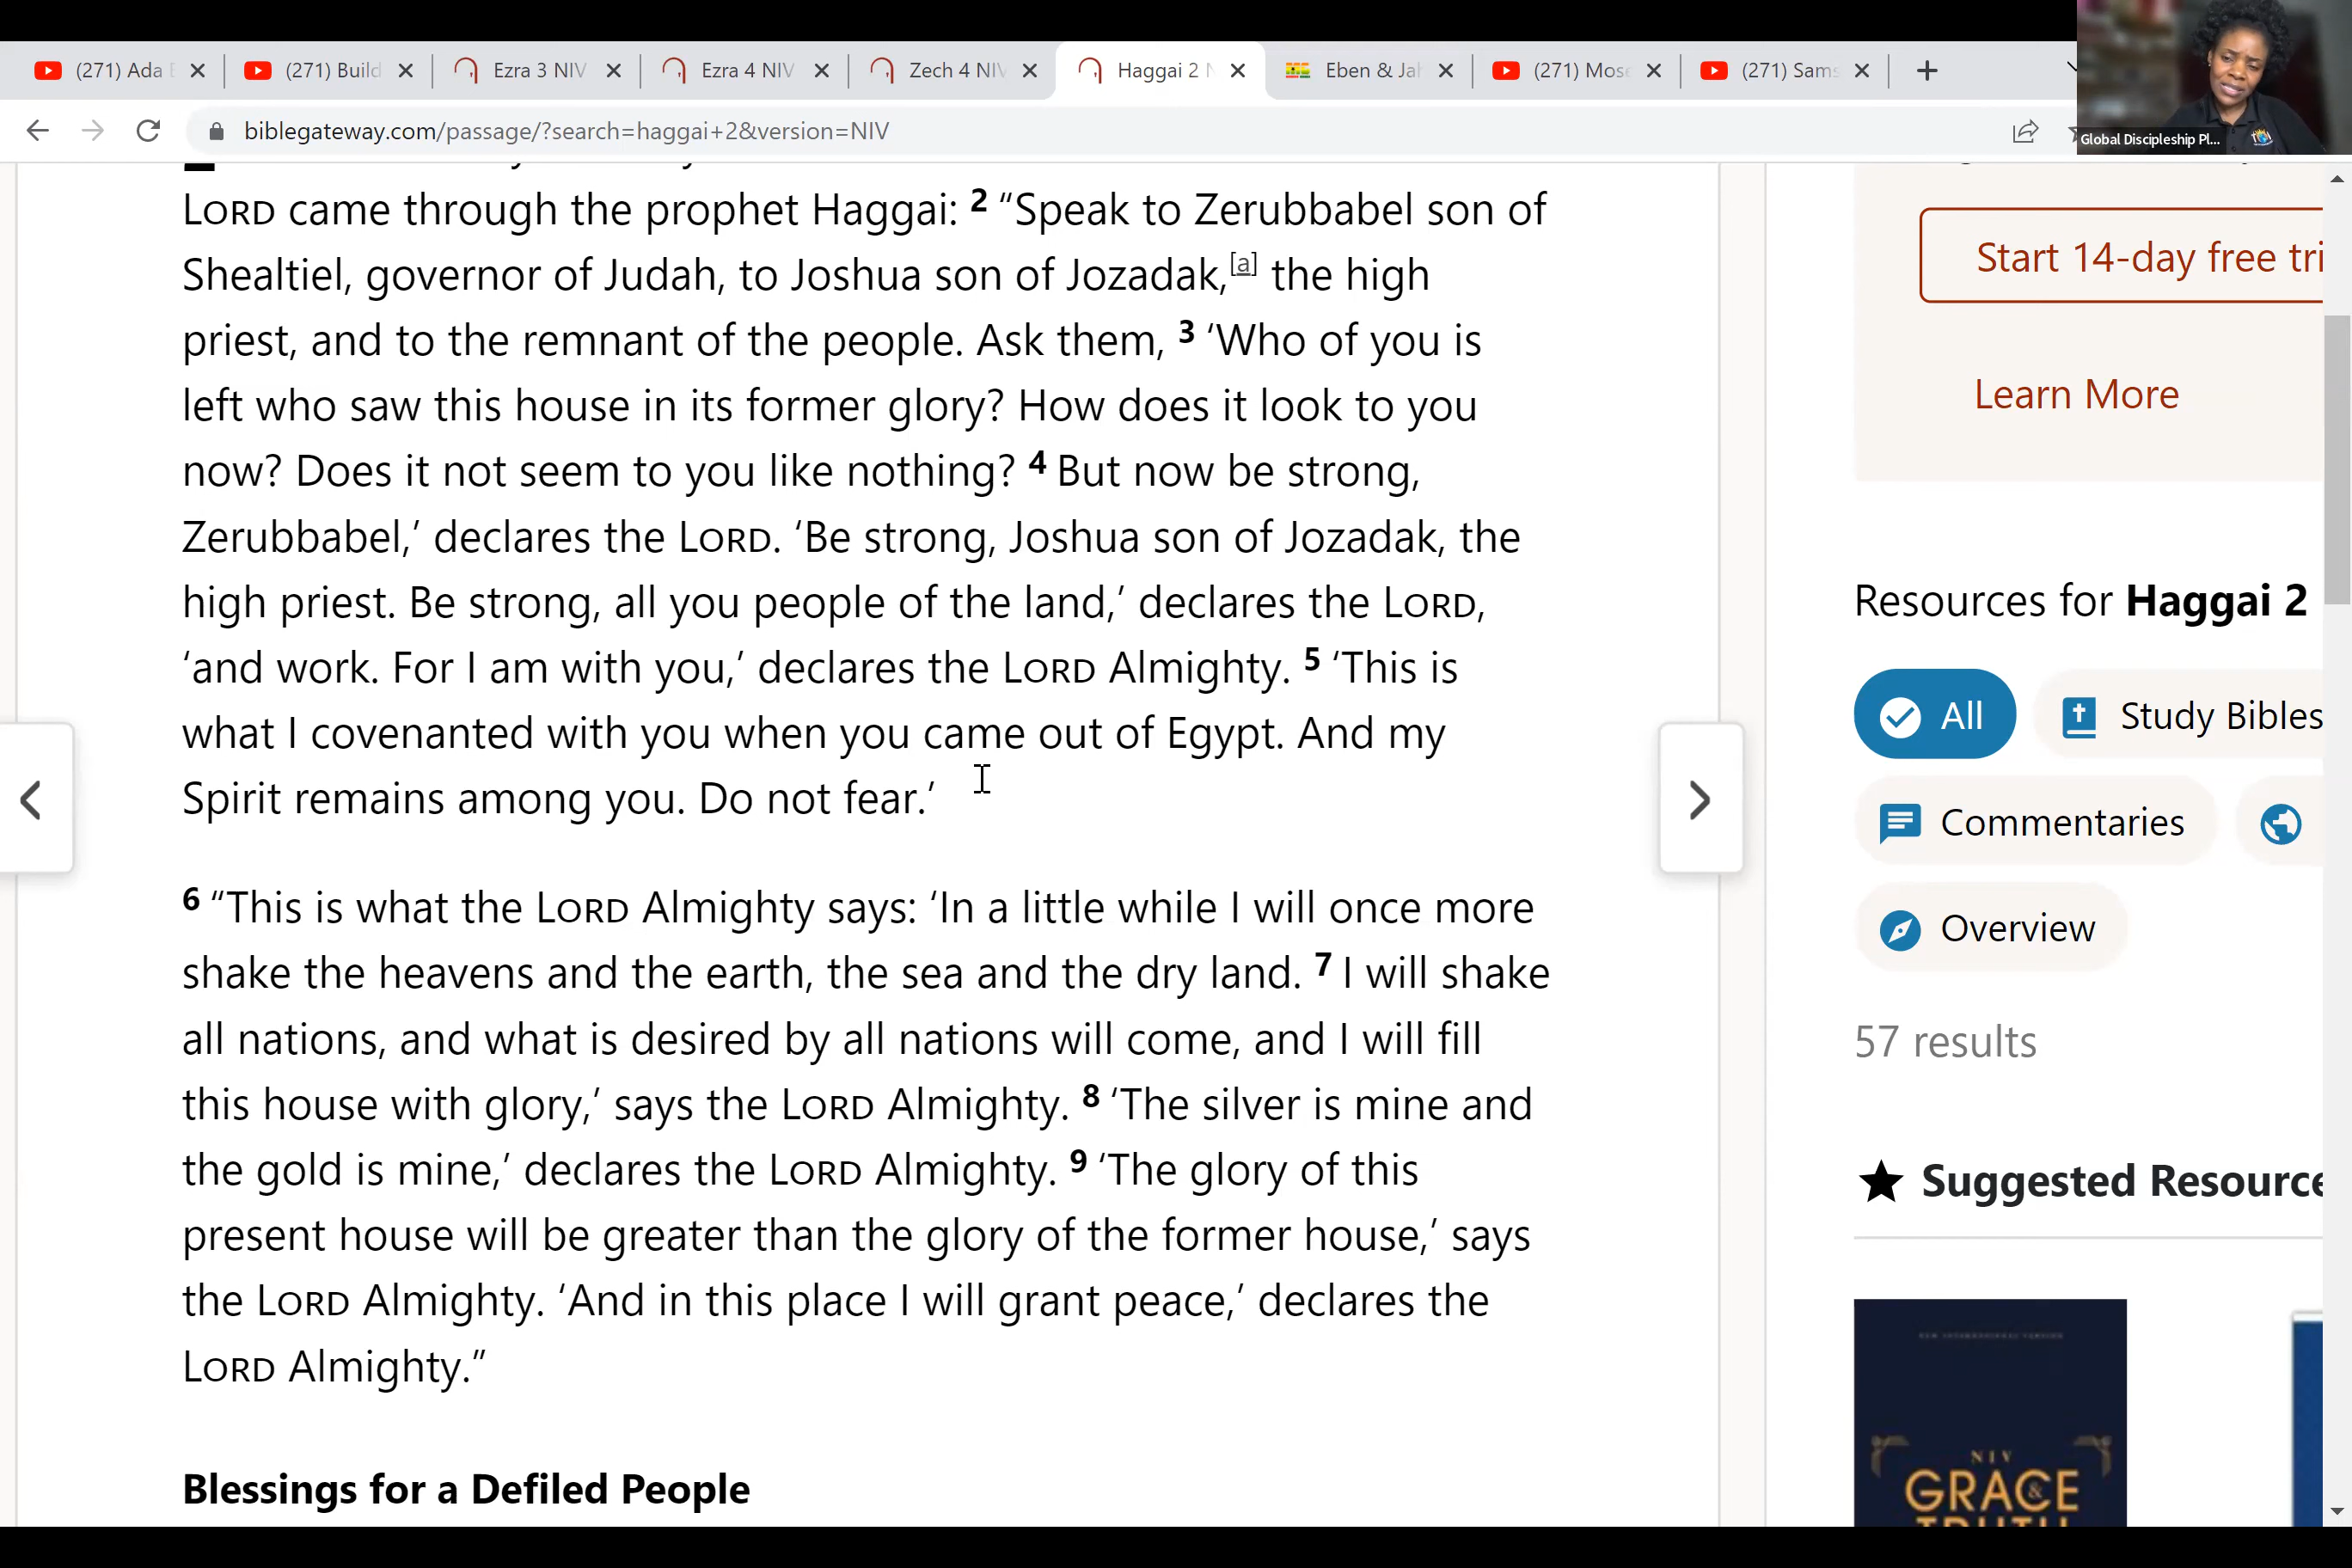 (271) Ada
(271) Build
Ezra 3 NIV
Ezra 4 NIV
Zech 4 NIV
Haggai 2
Eben & Jah
(271) Mose
(271) Sams
biblegateway.com/passage/?search=haggai+2&version=NIV
Global Discipleship Pl...
LORD came through the prophet Haggai: 2 “Speak to Zerubbabel son of
Shealtiel, governor of Judah, to Joshua son of Jozadak,[a] the high
priest, and to the remnant of the people. Ask them, 3 ‘Who of you is
left who saw this house in its former glory? How does it look to you
now? Does it not seem to you like nothing? 4 But now be strong,
Zerubbabel,’ declares the LORD. ‘Be strong, Joshua son of Jozadak, the
high priest. Be strong, all you people of the land,’ declares the LORD,
‘and work. For I am with you,’ declares the LORD Almighty. 5 ‘This is
what I covenanted with you when you came out of Egypt. And my
Spirit remains among you. Do not fear.’
6 “This is what the LORD Almighty says: ‘In a little while I will once more
shake the heavens and the earth, the sea and the dry land. 7 I will shake
all nations, and what is desired by all nations will come, and I will fill
this house with glory,’ says the LORD Almighty. 8 ‘The silver is mine and
the gold is mine,’ declares the LORD Almighty. 9 ‘The glory of this
present house will be greater than the glory of the former house,’ says
the LORD Almighty. ‘And in this place I will grant peace,’ declares the
LORD Almighty.”
Blessings for a Defiled People
Start 14-day free tri
Learn More
Resources for Haggai 2
All
Study Bibles
Commentaries
Overview
57 results
Suggested Resource
NIV
GRACE
&
TRUTH